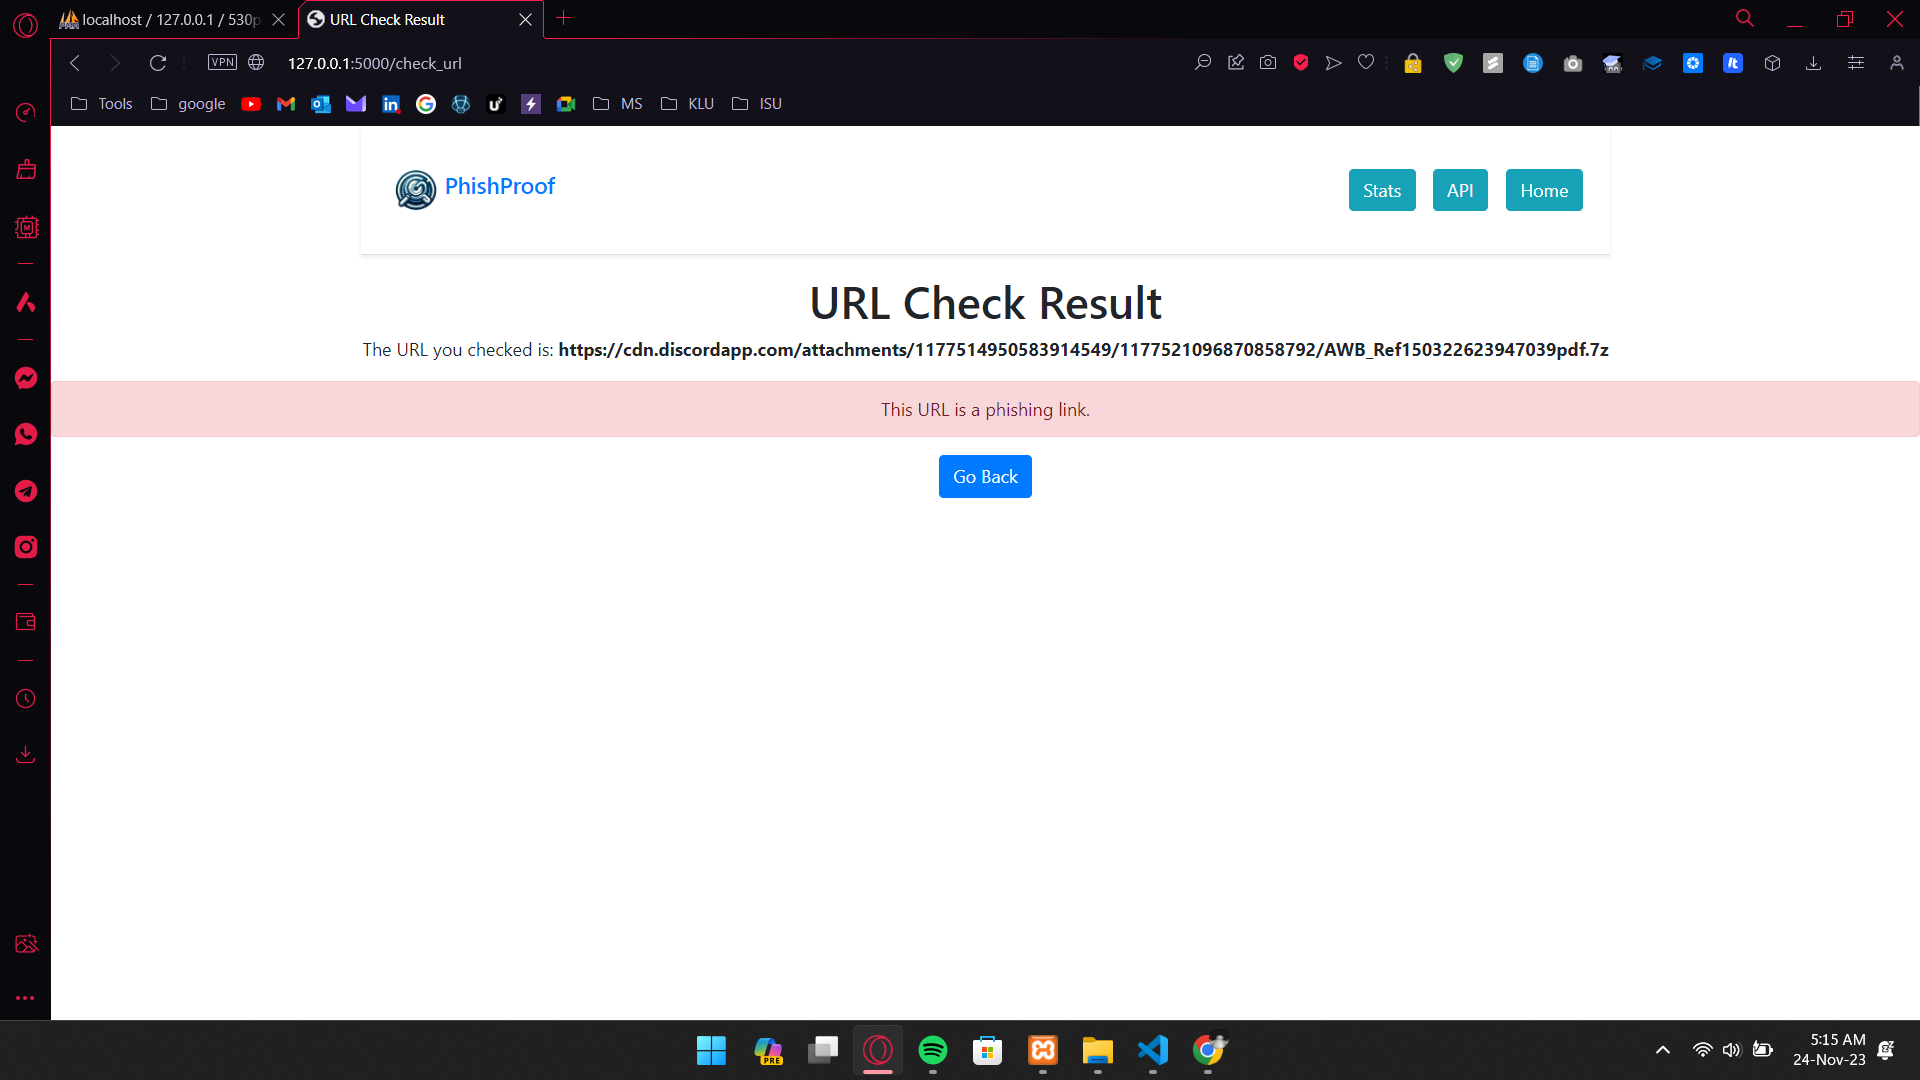 localhost / 127.0.0.1 / 530p
URL Check Result
VPN
127.0.0.1:5000/check_url
Tools
google
MS
KLU
ISU
PhishProof
Stats
API
Home
URL Check Result
The URL you checked is: https://cdn.discordapp.com/attachments/1177514950583914549/1177521096870858792/AWB_Ref150322623947039pdf.7z
This URL is a phishing link.
Go Back
PRE
5:15 AM
24-Nov-23